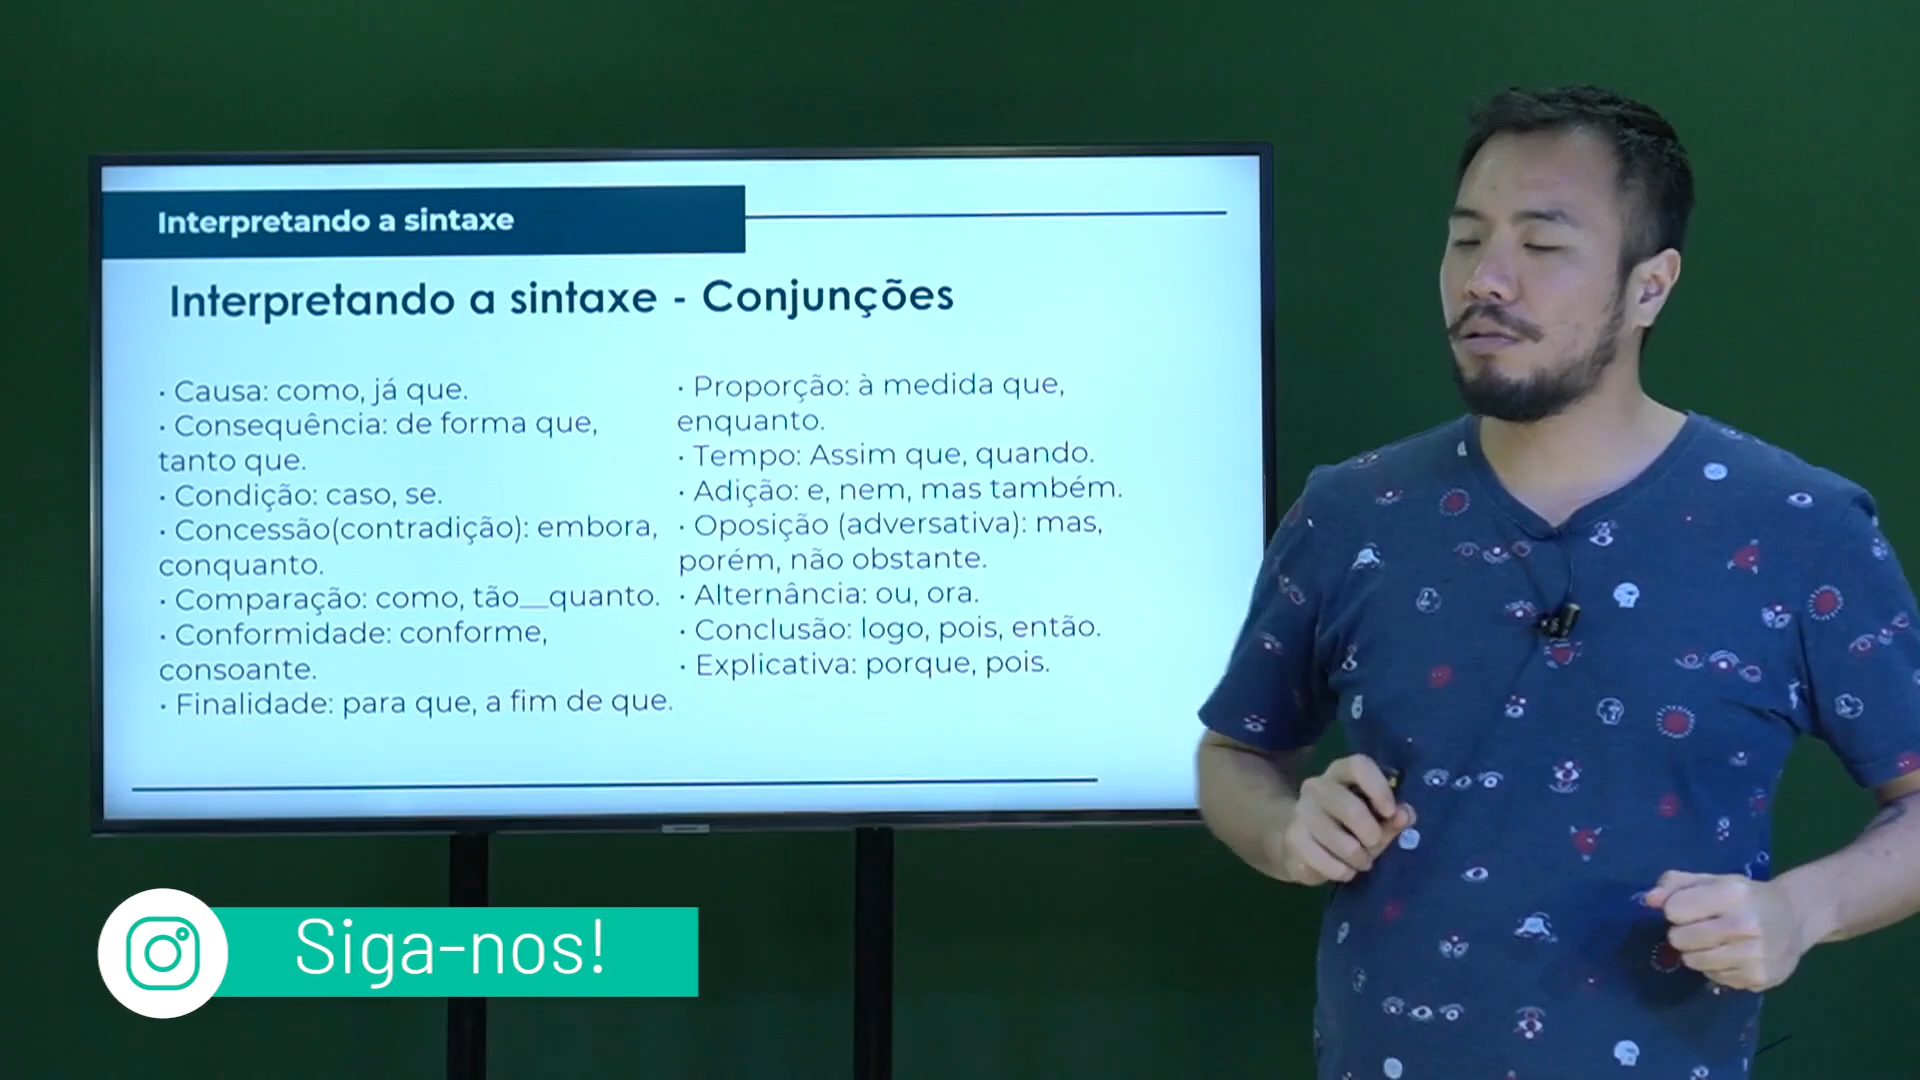 Interpretando a sintaxe
Interpretando a sintaxe - Conjunções
• Causa: como, já que.
• Consequência: de forma que,
tanto que.
• Condição: caso, se.
• Concessão(contradição): embora,
conquanto.
• Comparação: como, tão__quanto.
• Conformidade: conforme,
consoante.
• Finalidade: para que, a fim de que.
• Proporção: à medida que,
enquanto.
• Tempo: Assim que, quando.
• Adição: e, nem, mas também.
• Oposição (adversativa): mas,
porém, não obstante.
• Alternância: ou, ora.
• Conclusão: logo, pois, então.
• Explicativa: porque, pois.
Siga-nos!